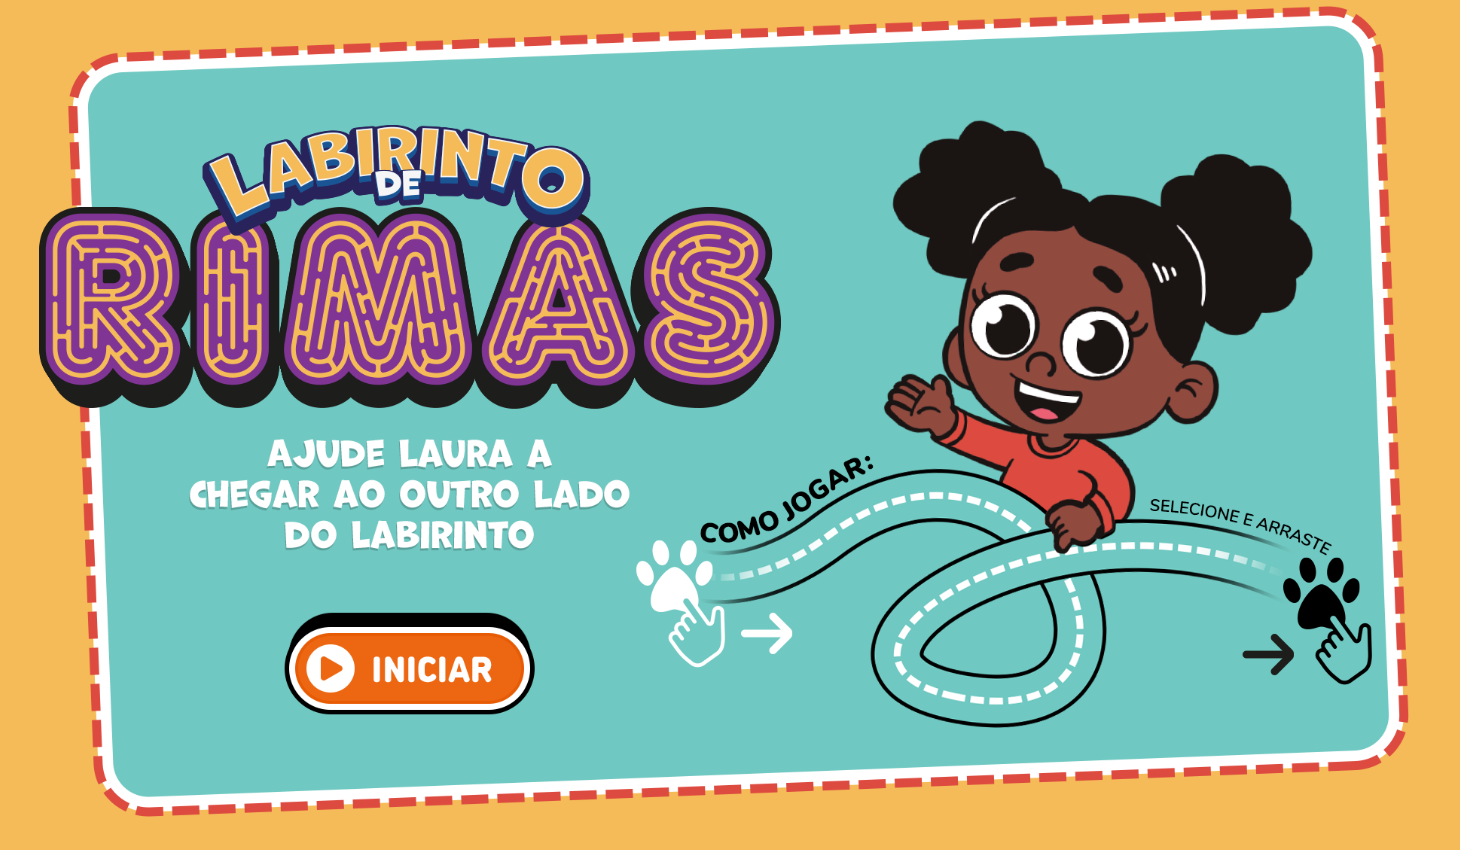 LABIRINTO
DE
RIMAS
AJUDE LAURA A
CHEGAR AO OUTRO LADO
DO LABIRINTO
INICIAR
COMO JOGAR:
SELECIONE E ARRASTE